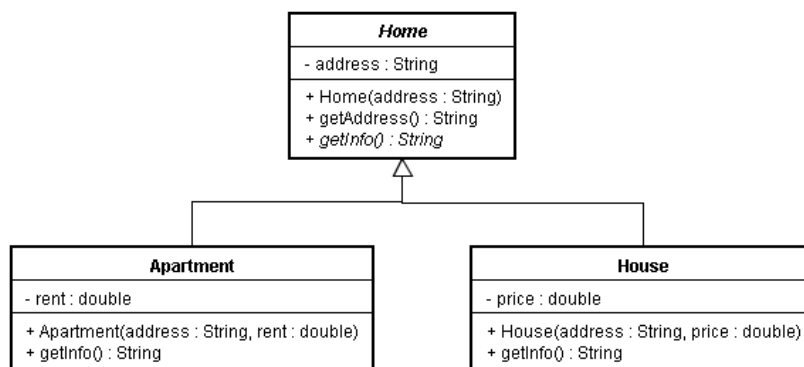 Home
- address : String
+ Home(address : String)
+ getAddress() : String
+ getInfo() : String
Apartment
- rent : double
+ Apartment(address : String, rent : double)
+ getInfo() : String
House
- price : double
+ House(address : String, price : double)
+ getInfo() : String